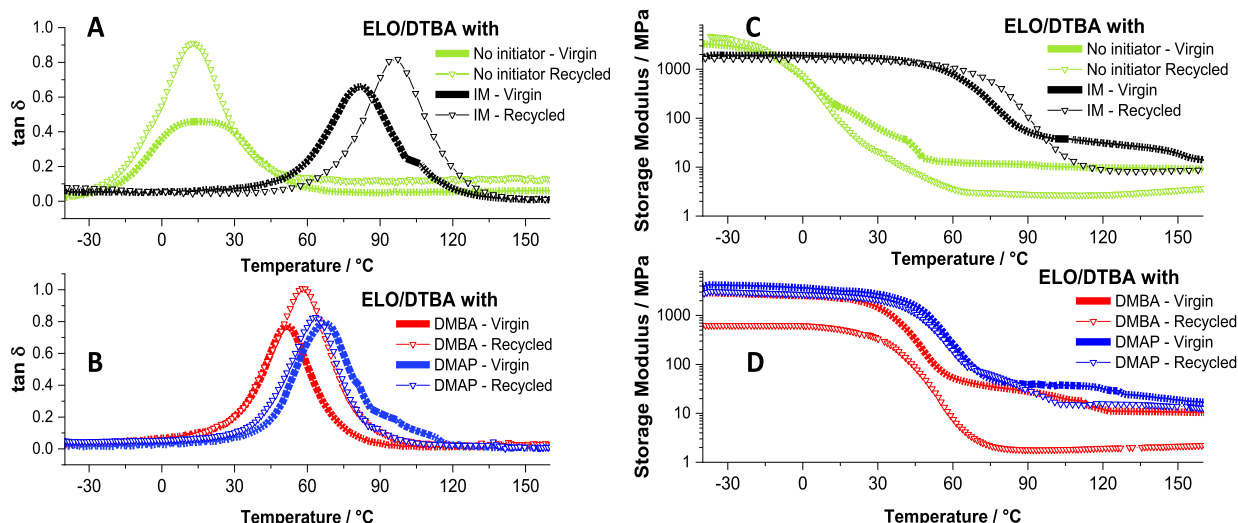 A
ELO/DTBA with
No initiator - Virgin
No initiator Recycled
IM - Virgin
IM - Recycled
tan δ
1.0
0.8
0.6
0.4
0.2
0.0
-30 0 30 60 90 120 150
Temperature / °C
B
ELO/DTBA with
DMBA - Virgin
DMBA - Recycled
DMAP - Virgin
DMAP - Recycled
tan δ
1.0
0.8
0.6
0.4
0.2
0.0
-30 0 30 60 90 120 150
Temperature / °C
C
ELO/DTBA with
No initiator - Virgin
No initiator Recycled
IM - Virgin
IM - Recycled
Storage Modulus / MPa
1000
100
10
1
-30 0 30 60 90 120 150
Temperature / °C
D
ELO/DTBA with
DMBA - Virgin
DMBA - Recycled
DMAP - Virgin
DMAP - Recycled
Storage Modulus / MPa
1000
100
10
1
-30 0 30 60 90 120 150
Temperature / °C